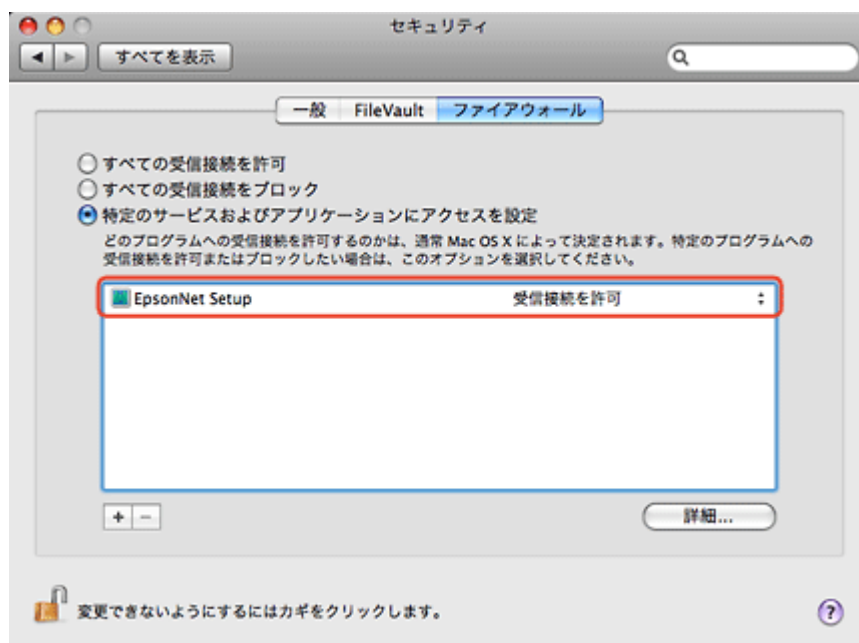 セキュリティ
すべてを表示
一般 FileVault ファイアウォール
すべての受信接続を許可
すべての受信接続をブロック
特定のサービスおよびアプリケーションにアクセスを設定
どのプログラムへの受信接続を許可するのかは、通常 Mac OS X によって決定されます。特定のプログラムへの
受信接続を許可またはブロックしたい場合は、このオプションを選択してください。
EpsonNet Setup 受信接続を許可
+ −
詳細...
変更できないようにするにはカギをクリックします。
?